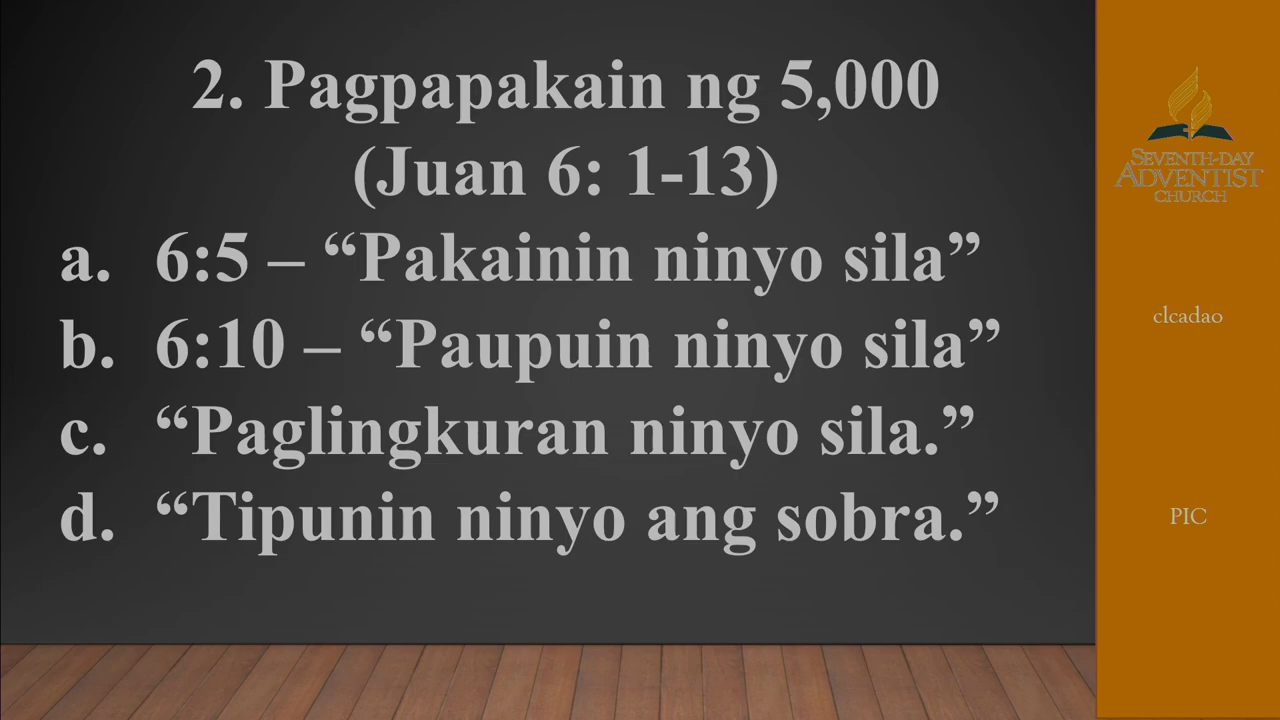 2. Pagpapakain ng 5,000
(Juan 6: 1-13)
a. 6:5 – “Pakainin ninyo sila”
b. 6:10 – “Paupuin ninyo sila”
c. “Paglingkuran ninyo sila.”
d. “Tipunin ninyo ang sobra.”
SEVENTH-DAY
ADVENTIST
CHURCH
clcadao
PIC